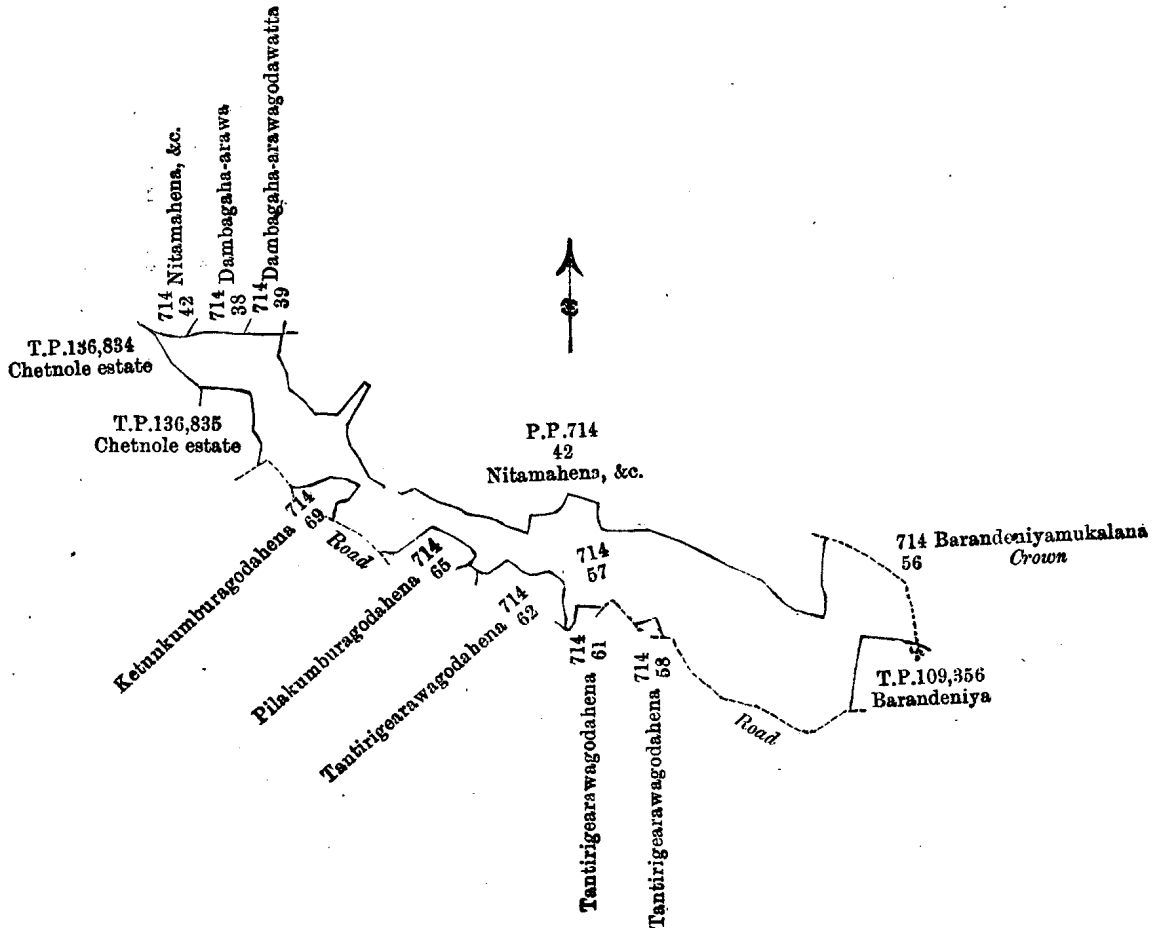 714 Nitamahena, &c.
42
714 Dambagaha-arawa
38
714 Dambagaha-arawagodawatta
39
T.P.136,834
Chetnole estate
T.P.136,835
Chetnole estate
P.P.714
42
Nitamahena, &c.
714 Barandeniyamukalana
56 Crown
714
57
Ketunkumburagodahena 714
69
Road
Pilakumburagodahena 714
65
Tantirigearawagodahena 714
62
Tantirigearawagodahena 714
61
Tantirigearawagodahena 714
58
T.P.109,356
Barandeniya
Road